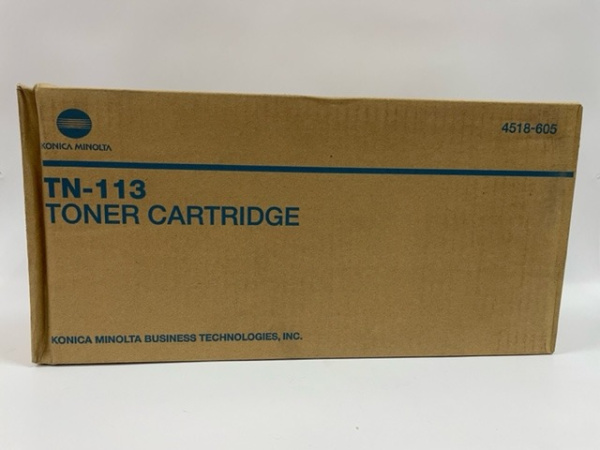 KONICA MINOLTA
4518-605
TN-113
TONER CARTRIDGE
KONICA MINOLTA BUSINESS TECHNOLOGIES, INC.